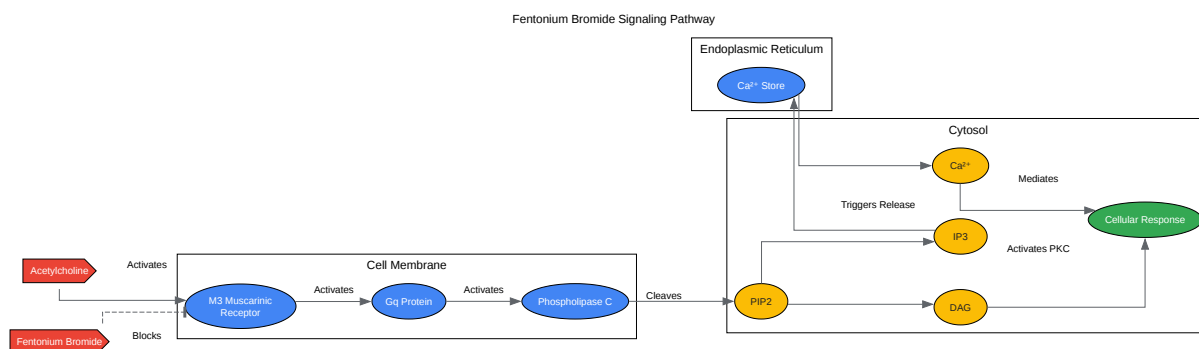 Fentonium Bromide Signaling Pathway
Endoplasmic Reticulum
Ca²⁺ Store
Cytosol
Ca²⁺
Mediates
Triggers Release
Cellular Response
IP3
Activates PKC
Cell Membrane
Acetylcholine
Activates
M3 Muscarinic
Receptor
Activates
Gq Protein
Activates
Phospholipase C
Cleaves
PIP2
DAG
Fentonium Bromide
Blocks